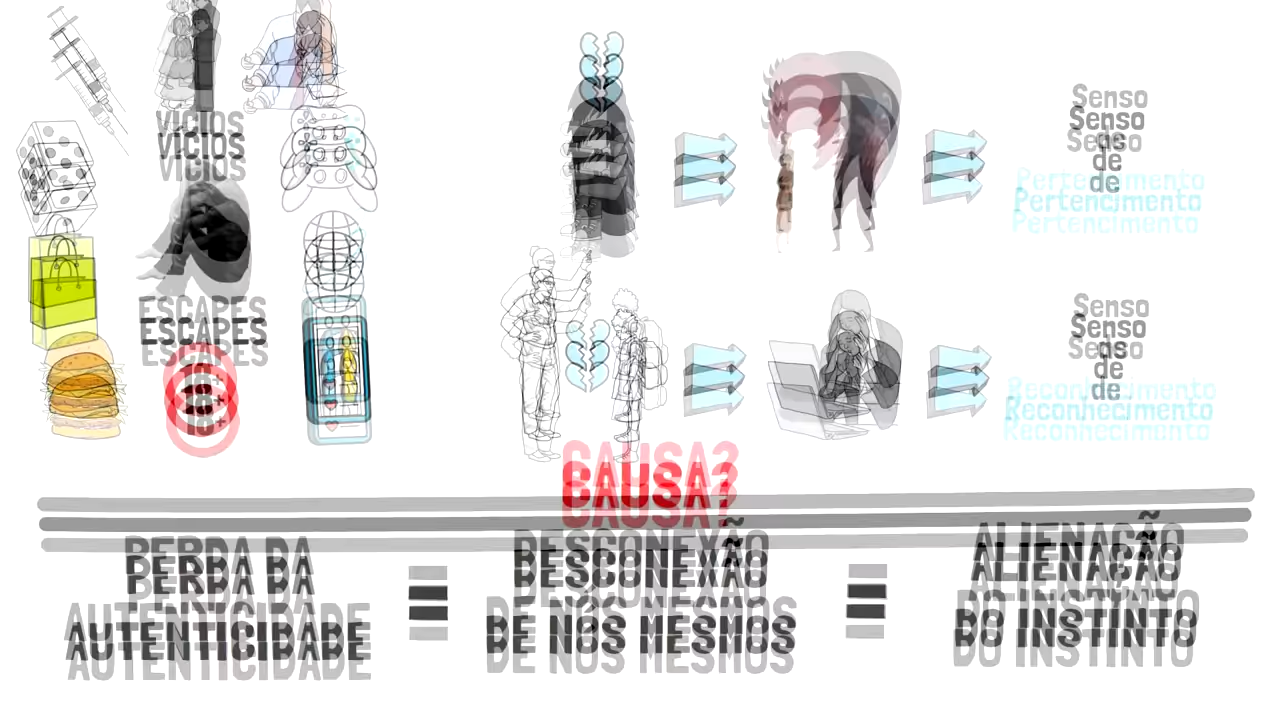 VÍCIOS
ESCAPES
18+
Senso
de
Pertencimento
Senso
de
Reconhecimento
CAUSA?
PERDA DA
AUTENTICIDADE
=
DESCONEXÃO
DE NÓS MESMOS
=
ALIENAÇÃO
DO INSTINTO